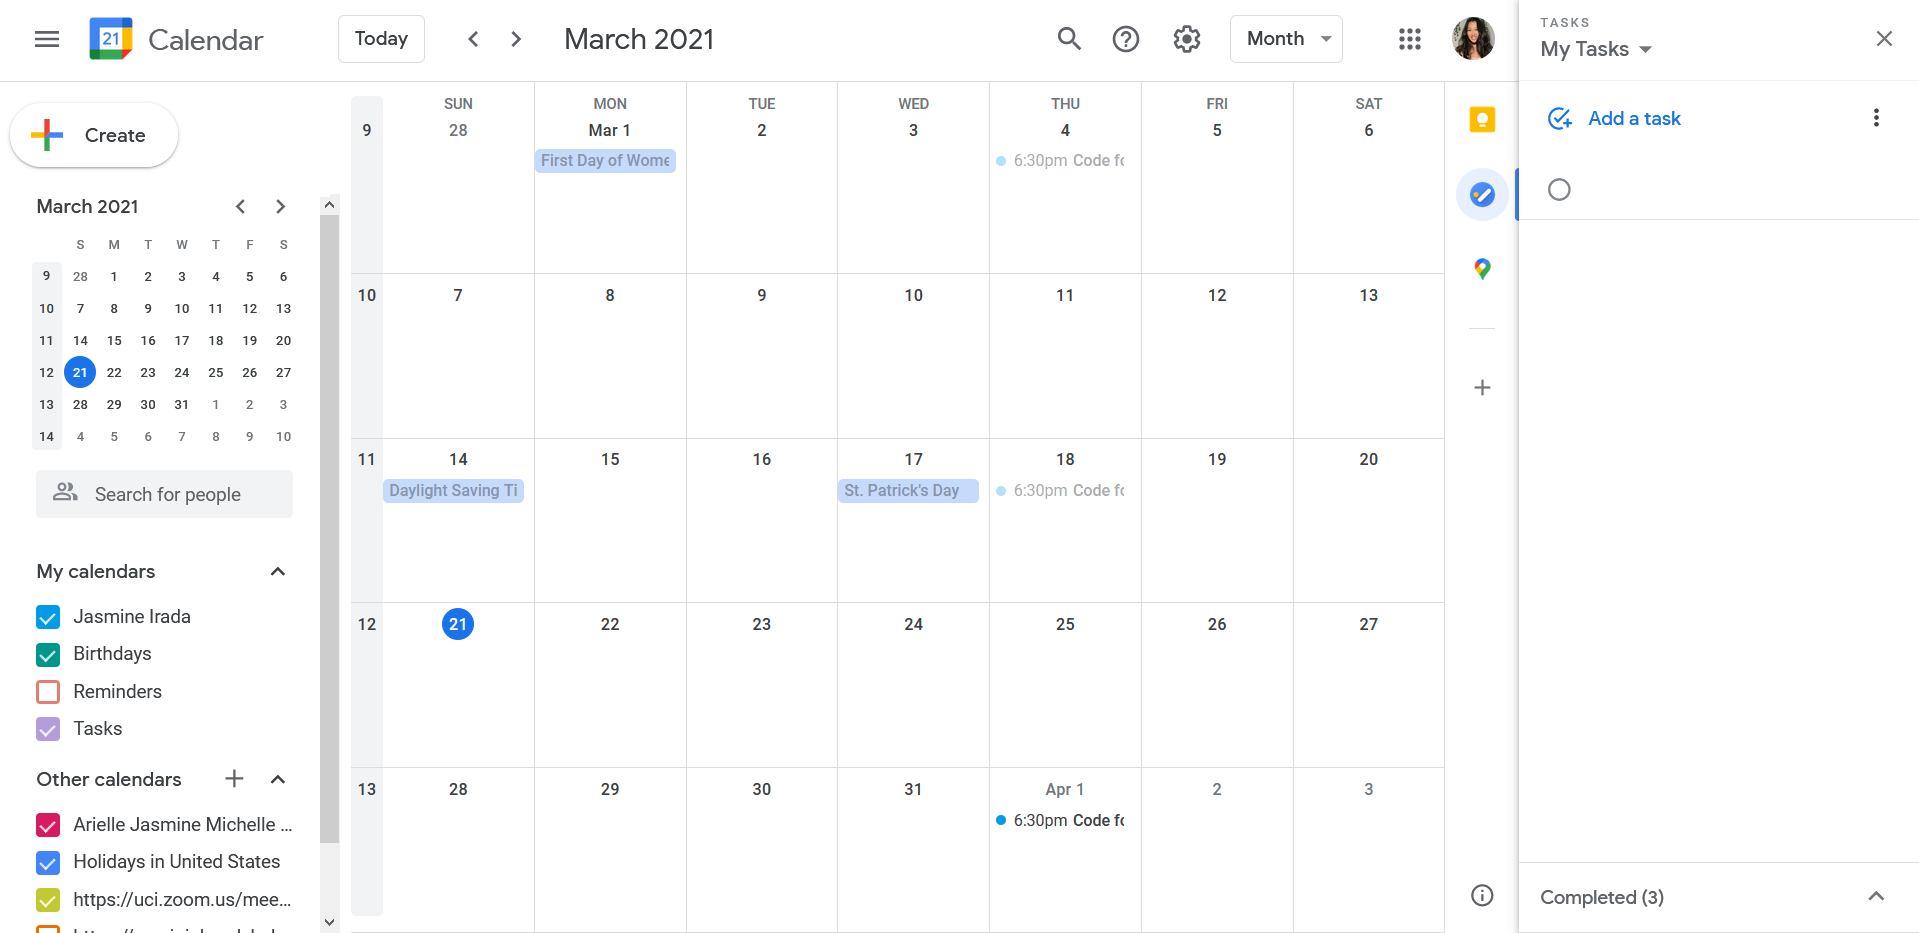 21 Calendar
Today
March 2021
Month
TASKS
My Tasks
Create
March 2021
S M T W T F S
9 28 1 2 3 4 5 6
10 7 8 9 10 11 12 13
11 14 15 16 17 18 19 20
12 21 22 23 24 25 26 27
13 28 29 30 31 1 2 3
14 4 5 6 7 8 9 10
Search for people
My calendars
Jasmine Irada
Birthdays
Reminders
Tasks
Other calendars
Arielle Jasmine Michelle ...
Holidays in United States
https://uci.zoom.us/mee...
SUN MON TUE WED THU FRI SAT
9 28 Mar 1 2 3 4 5 6
First Day of Wome
6:30pm Code fo
10 7 8 9 10 11 12 13
11 14 15 16 17 18 19 20
Daylight Saving Ti
St. Patrick's Day
6:30pm Code fo
12 21 22 23 24 25 26 27
13 28 29 30 31 Apr 1 2 3
6:30pm Code fo
Add a task
Completed (3)